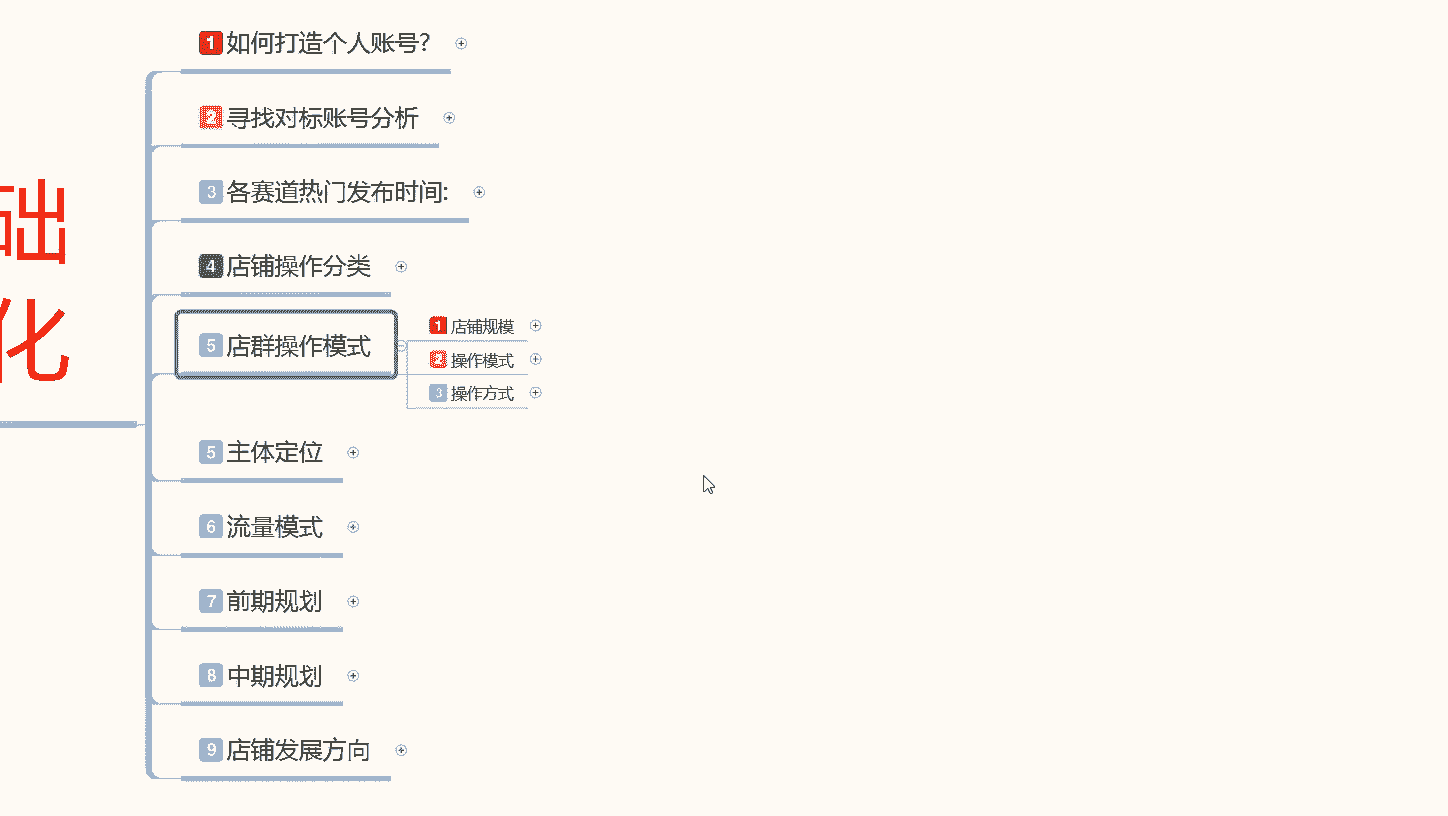 1 如何打造个人账号?
2 寻找对标账号分析
3 各赛道热门发布时间:
4 店铺操作分类
础
化
5 店群操作模式
1 店铺规模
2 操作模式
3 操作方式
5 主体定位
6 流量模式
7 前期规划
8 中期规划
9 店铺发展方向